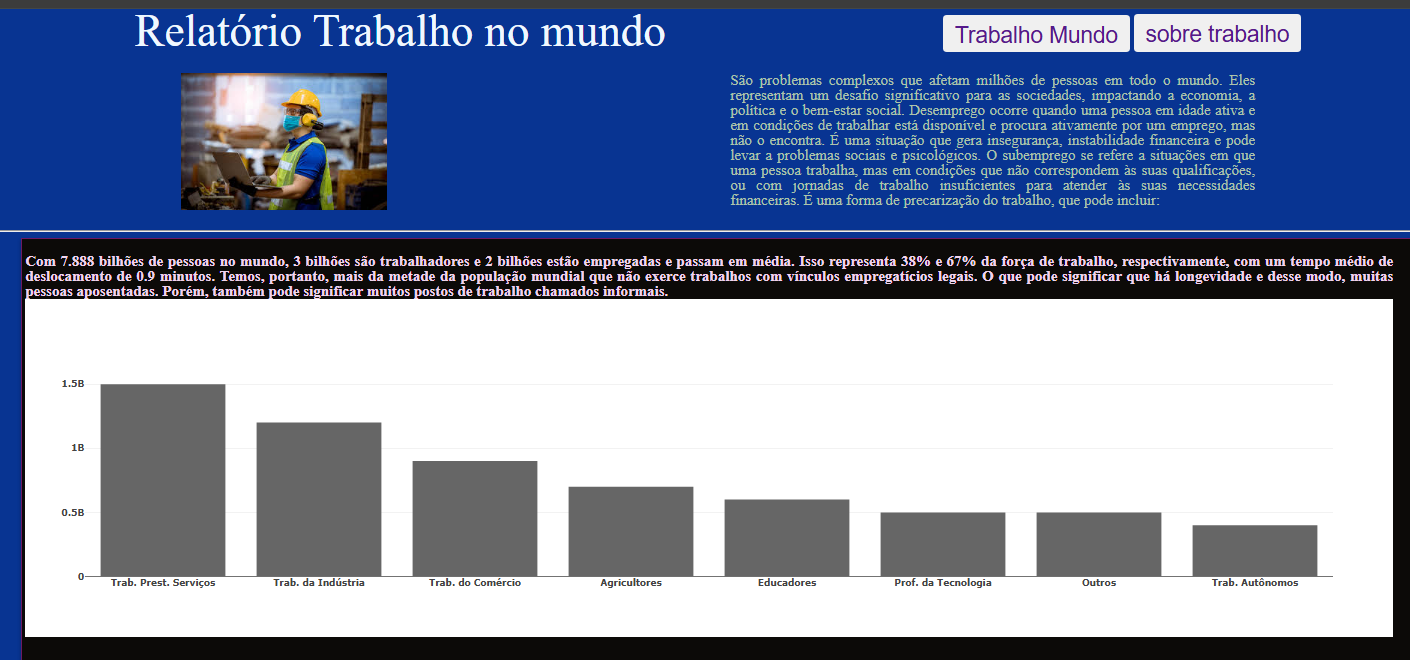 Relatório Trabalho no mundo
Trabalho Mundo
sobre trabalho
São problemas complexos que afetam milhões de pessoas em todo o mundo. Eles
representam um desafio significativo para as sociedades, impactando a economia, a
política e o bem-estar social. Desemprego ocorre quando uma pessoa em idade ativa e
em condições de trabalhar está disponível e procura ativamente por um emprego, mas
não o encontra. É uma situação que gera insegurança, instabilidade financeira e pode
levar a problemas sociais e psicológicos. O subemprego se refere a situações em que
uma pessoa trabalha, mas em condições que não correspondem às suas qualificações,
ou com jornadas de trabalho insuficientes para atender às suas necessidades
financeiras. É uma forma de precarização do trabalho, que pode incluir:
Com 7.888 bilhões de pessoas no mundo, 3 bilhões são trabalhadores e 2 bilhões estão empregadas e passam em média. Isso representa 38% e 67% da força de trabalho, respectivamente, com um tempo médio de
deslocamento de 0.9 minutos. Temos, portanto, mais da metade da população mundial que não exerce trabalhos com vínculos empregatícios legais. O que pode significar que há longevidade e desse modo, muitas
pessoas aposentadas. Porém, também pode significar muitos postos de trabalho chamados informais.
1.5B
1B
0.5B
0
Trab. Prest. Serviços
Trab. da Indústria
Trab. do Comércio
Agricultores
Educadores
Prof. da Tecnologia
Outros
Trab. Autônomos